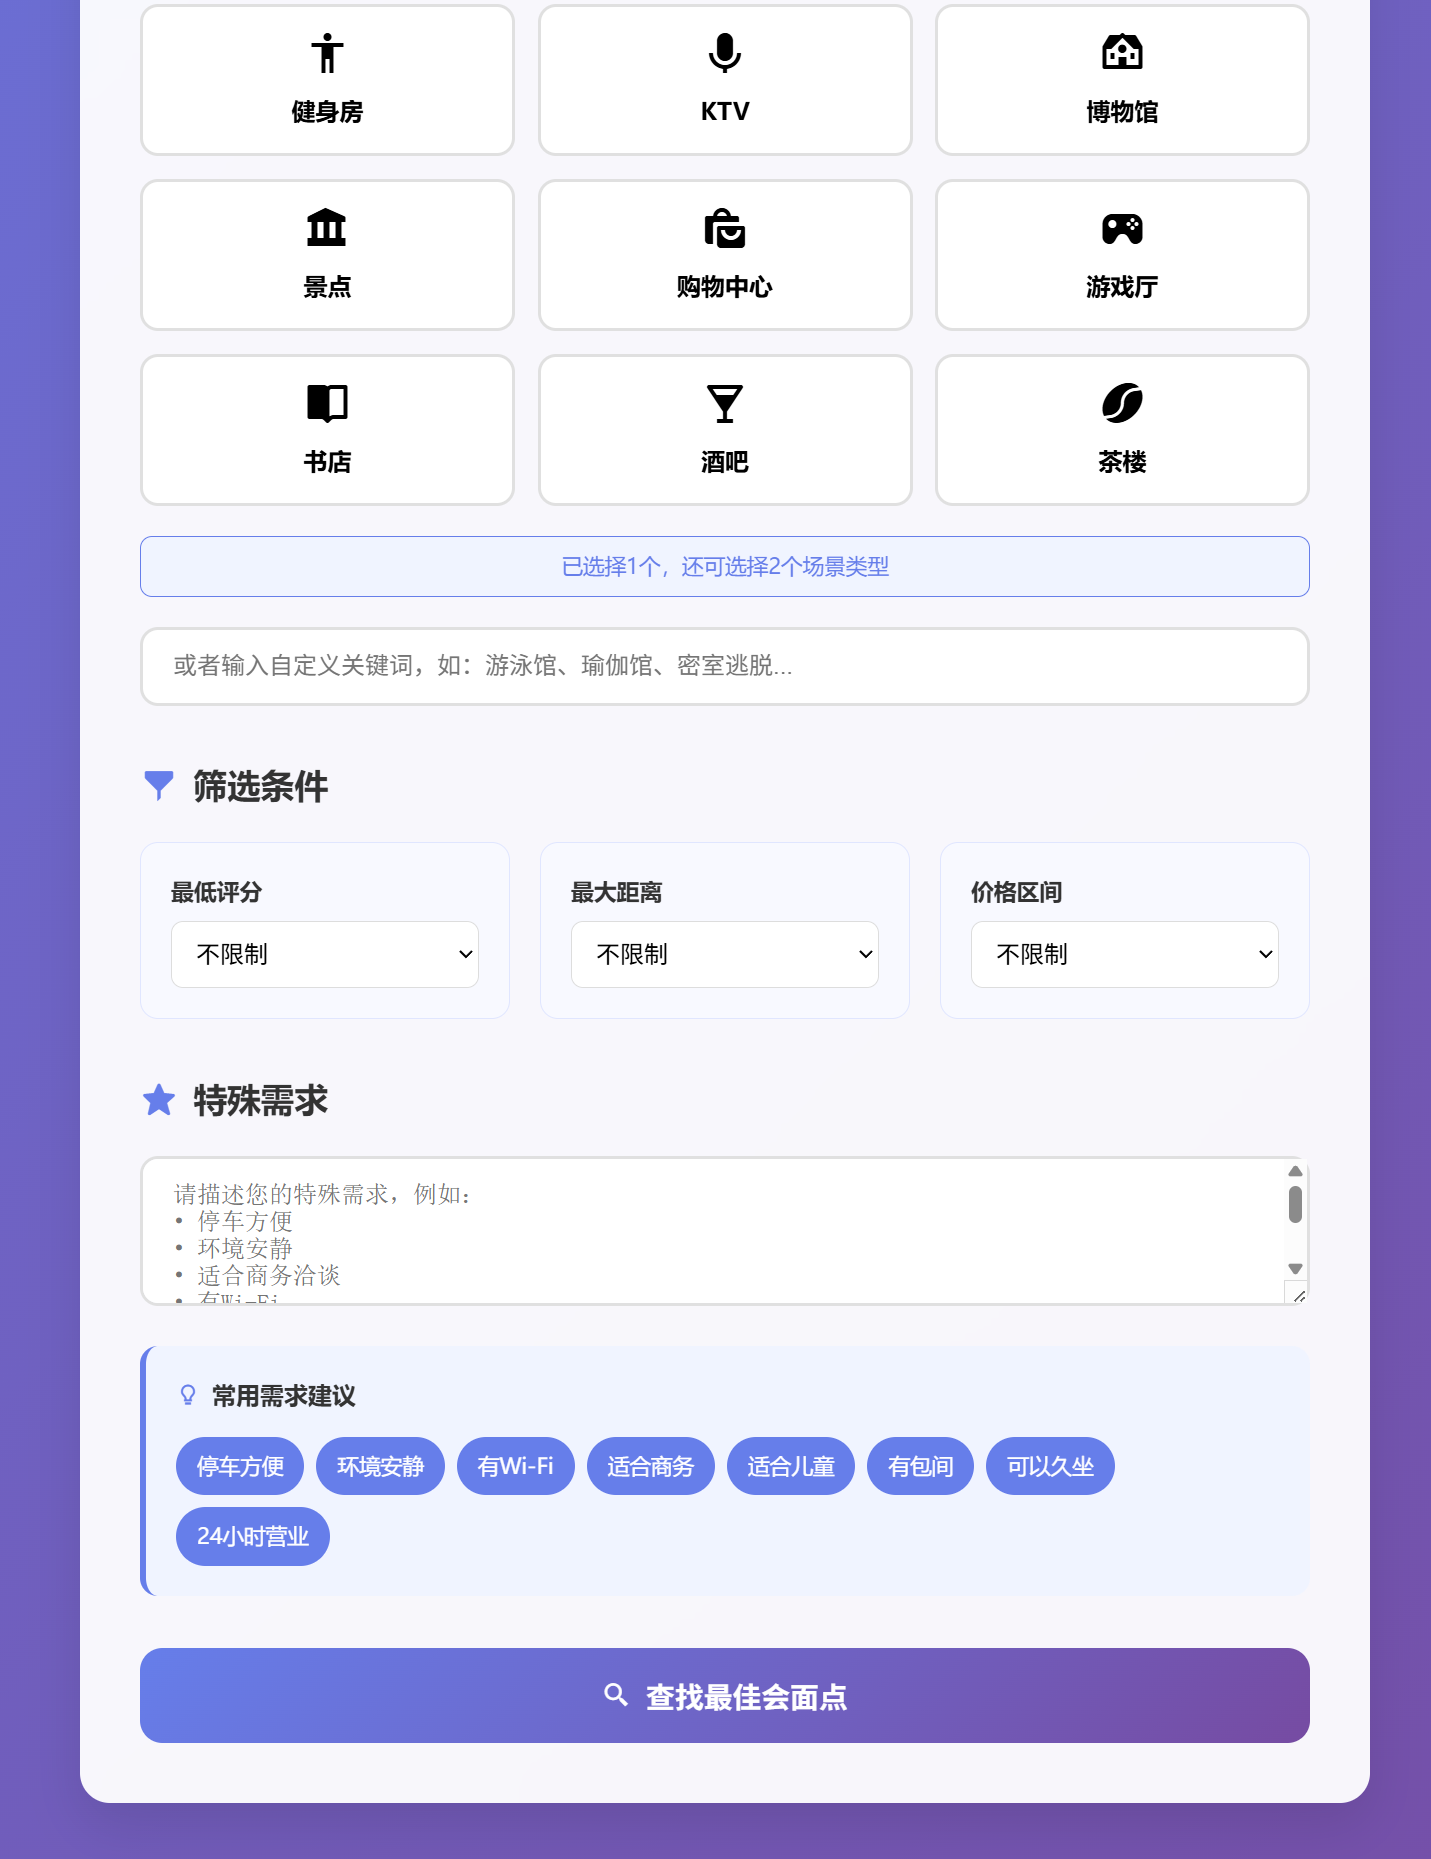 健身房
KTV
博物馆
景点
购物中心
游戏厅
书店
酒吧
茶楼
已选择1个，还可选择2个场景类型
或者输入自定义关键词，如：游泳馆、瑜伽馆、密室逃脱...
筛选条件
最低评分
最大距离
价格区间
不限制
不限制
不限制
特殊需求
请描述您的特殊需求，例如：
• 停车方便
• 环境安静
• 适合商务洽谈
• 有Wi-Fi
常用需求建议
停车方便
环境安静
有Wi-Fi
适合商务
适合儿童
有包间
可以久坐
24小时营业
查找最佳会面点